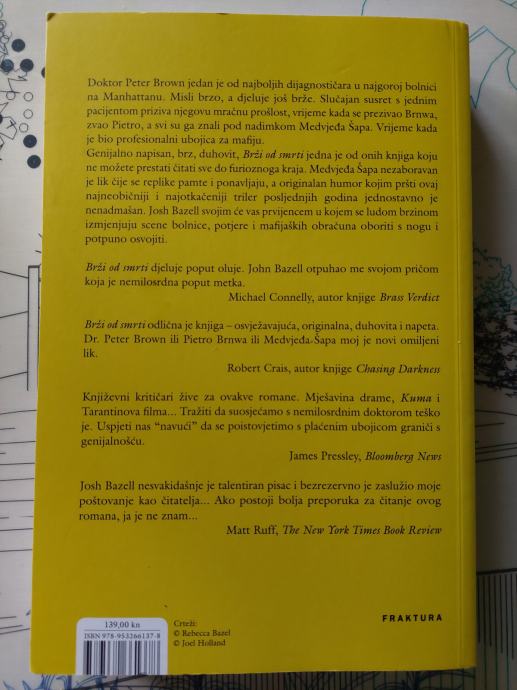 Doktor Peter Brown jedan je od najboljih dijagnostičara u najgoroj bolnici
na Manhattanu. Misli brzo, a djeluje još brže. Slučajan susret s jednim
pacijentom priziva njegovu mračnu prošlost, vrijeme kada se prezivao Brnwa,
zvao Pietro, a svi su ga znali pod nadimkom Medvjeđa Šapa. Vrijeme kada
je bio profesionalni ubojica za mafiju.
Genijalno napisan, brz, duhovit, Brži od smrti jedna je od onih knjiga koju
ne možete prestati čitati sve do furioznoga kraja. Medvjeđa Šapa nezaboravan
je lik čije se replike pamte i ponavljaju, a originalan humor kojim pršti ovaj
najneobičniji i najotkačeniji triler posljednjih godina jednostavno je
nenadmašan. Josh Bazell svojim će vas prvijencem u kojem se ludom brzinom
izmjenjuju scene bolnice, potjere i mafijaških obračuna oboriti s nogu i
potpuno osvojiti.
Brži od smrti djeluje poput oluje. John Bazell otpuhao me svojom pričom
koja je nemilosrdna poput metka.
Michael Connelly, autor knjige Brass Verdict
Brži od smrti odlična je knjiga – osvježavajuća, originalna, duhovita i napeta.
Dr. Peter Brown ili Pietro Brnwa ili Medvjeđa Šapa moj je novi omiljeni
lik.
Robert Crais, autor knjige Chasing Darkness
Književni kritičari žive za ovakve romane. Mješavina drame, Kuma i
Tarantinova filma... Tražiti da suosjećamo s nemilosrdnim doktorom teško
je. Uspjeti nas “navući” da se poistovjetimo s plaćenim ubojicom graniči s
genijalnošću.
James Pressley, Bloomberg News
Josh Bazell nesvakidašnje je talentiran pisac i bezrezervno je zaslužio moje
poštovanje kao čitatelja... Ako postoji bolja preporuka za čitanje ovog
romana, ja je ne znam...
Matt Ruff, The New York Times Book Review
139,00 kn
ISBN 978-953266137-8
Crteži:
© Rebecca Bazel
© Joel Holland
FRAKTURA